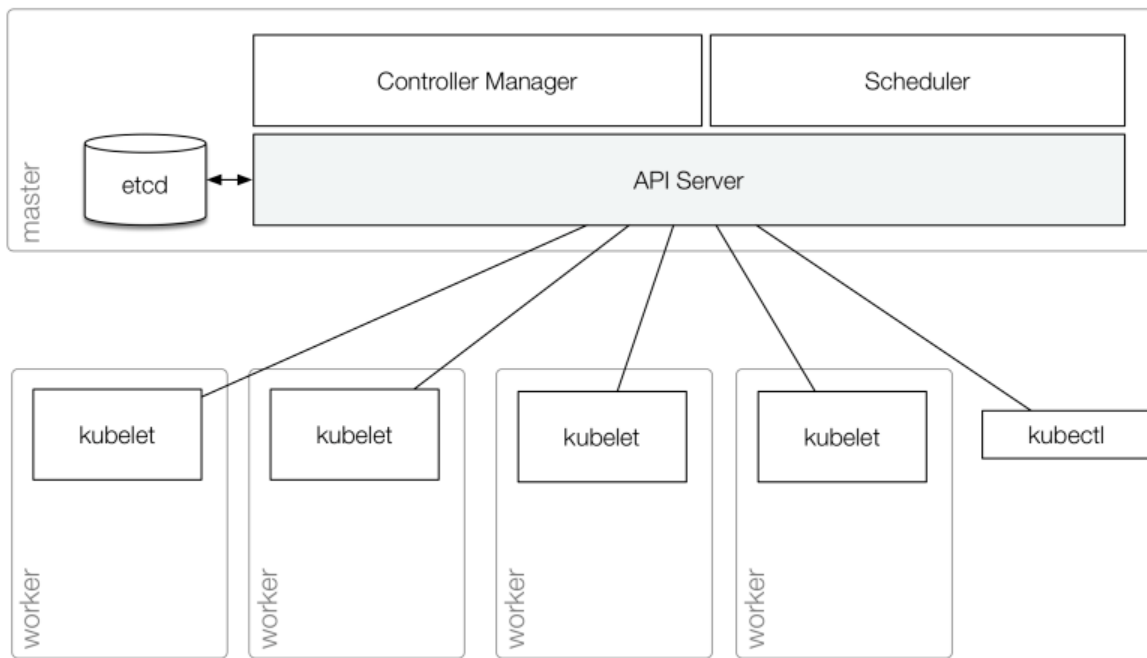 Controller Manager
Scheduler
master
etcd
API Server
kubelet
kubelet
kubelet
kubelet
kubectl
worker
worker
worker
worker